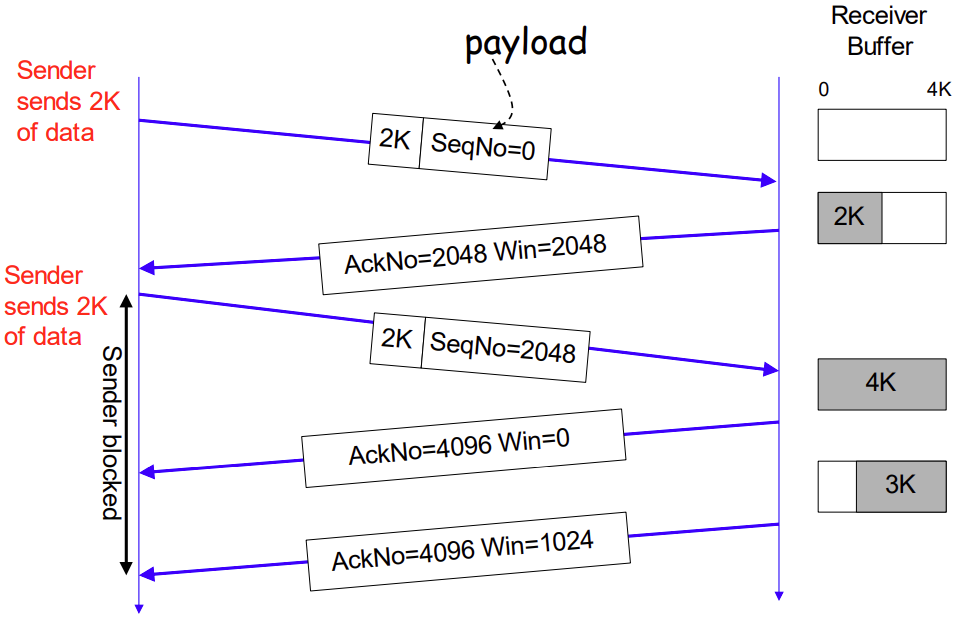 payload
Receiver
Buffer
0 4K
Sender
sends 2K
of data
2K SeqNo=0
2K
AckNo=2048 Win=2048
Sender
sends 2K
of data
2K SeqNo=2048
4K
Sender blocked
AckNo=4096 Win=0
3K
AckNo=4096 Win=1024